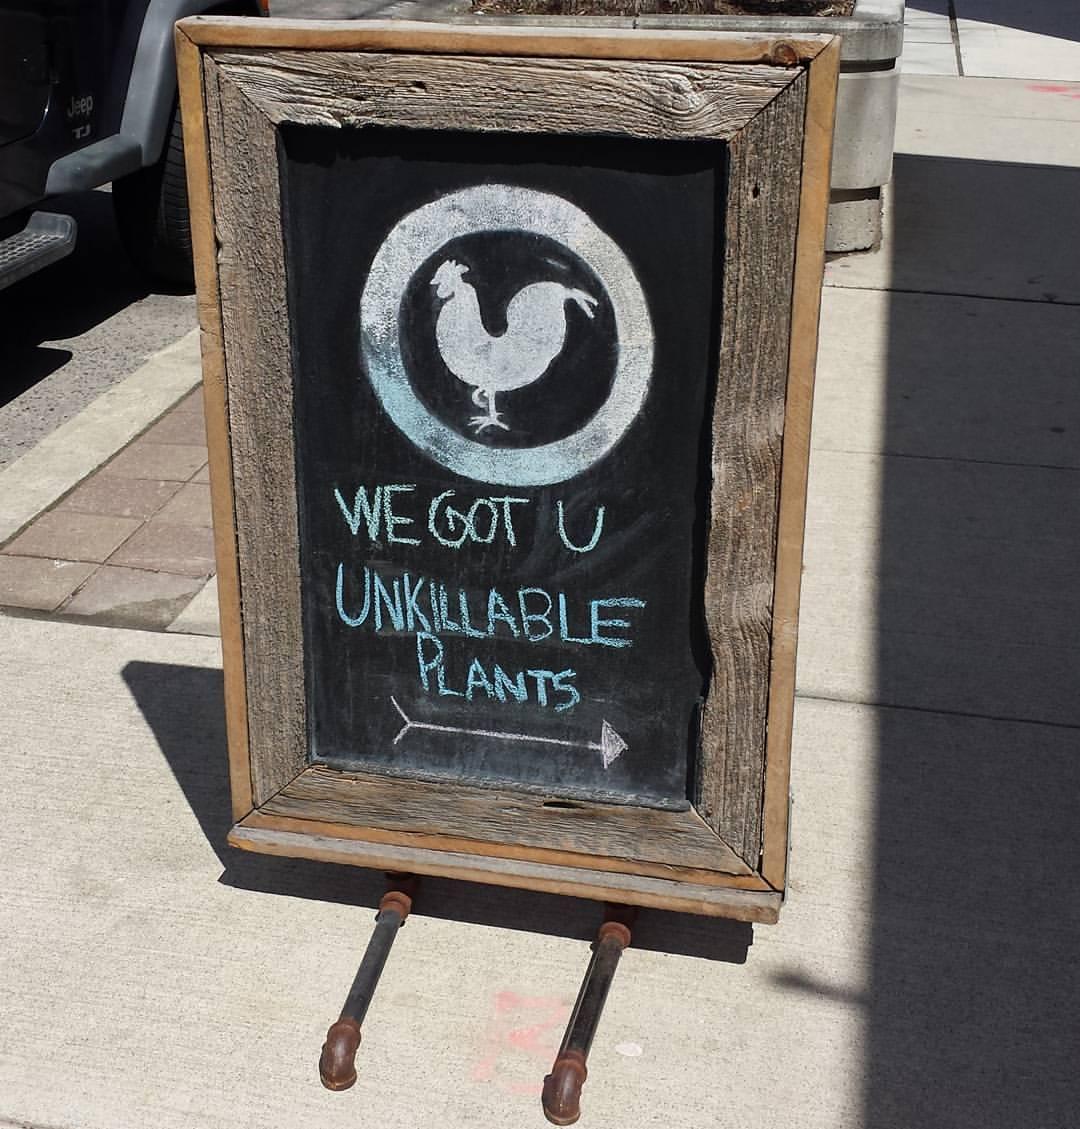 Jeep
TJ
WE GOT U
UNKILLABLE
PLANTS